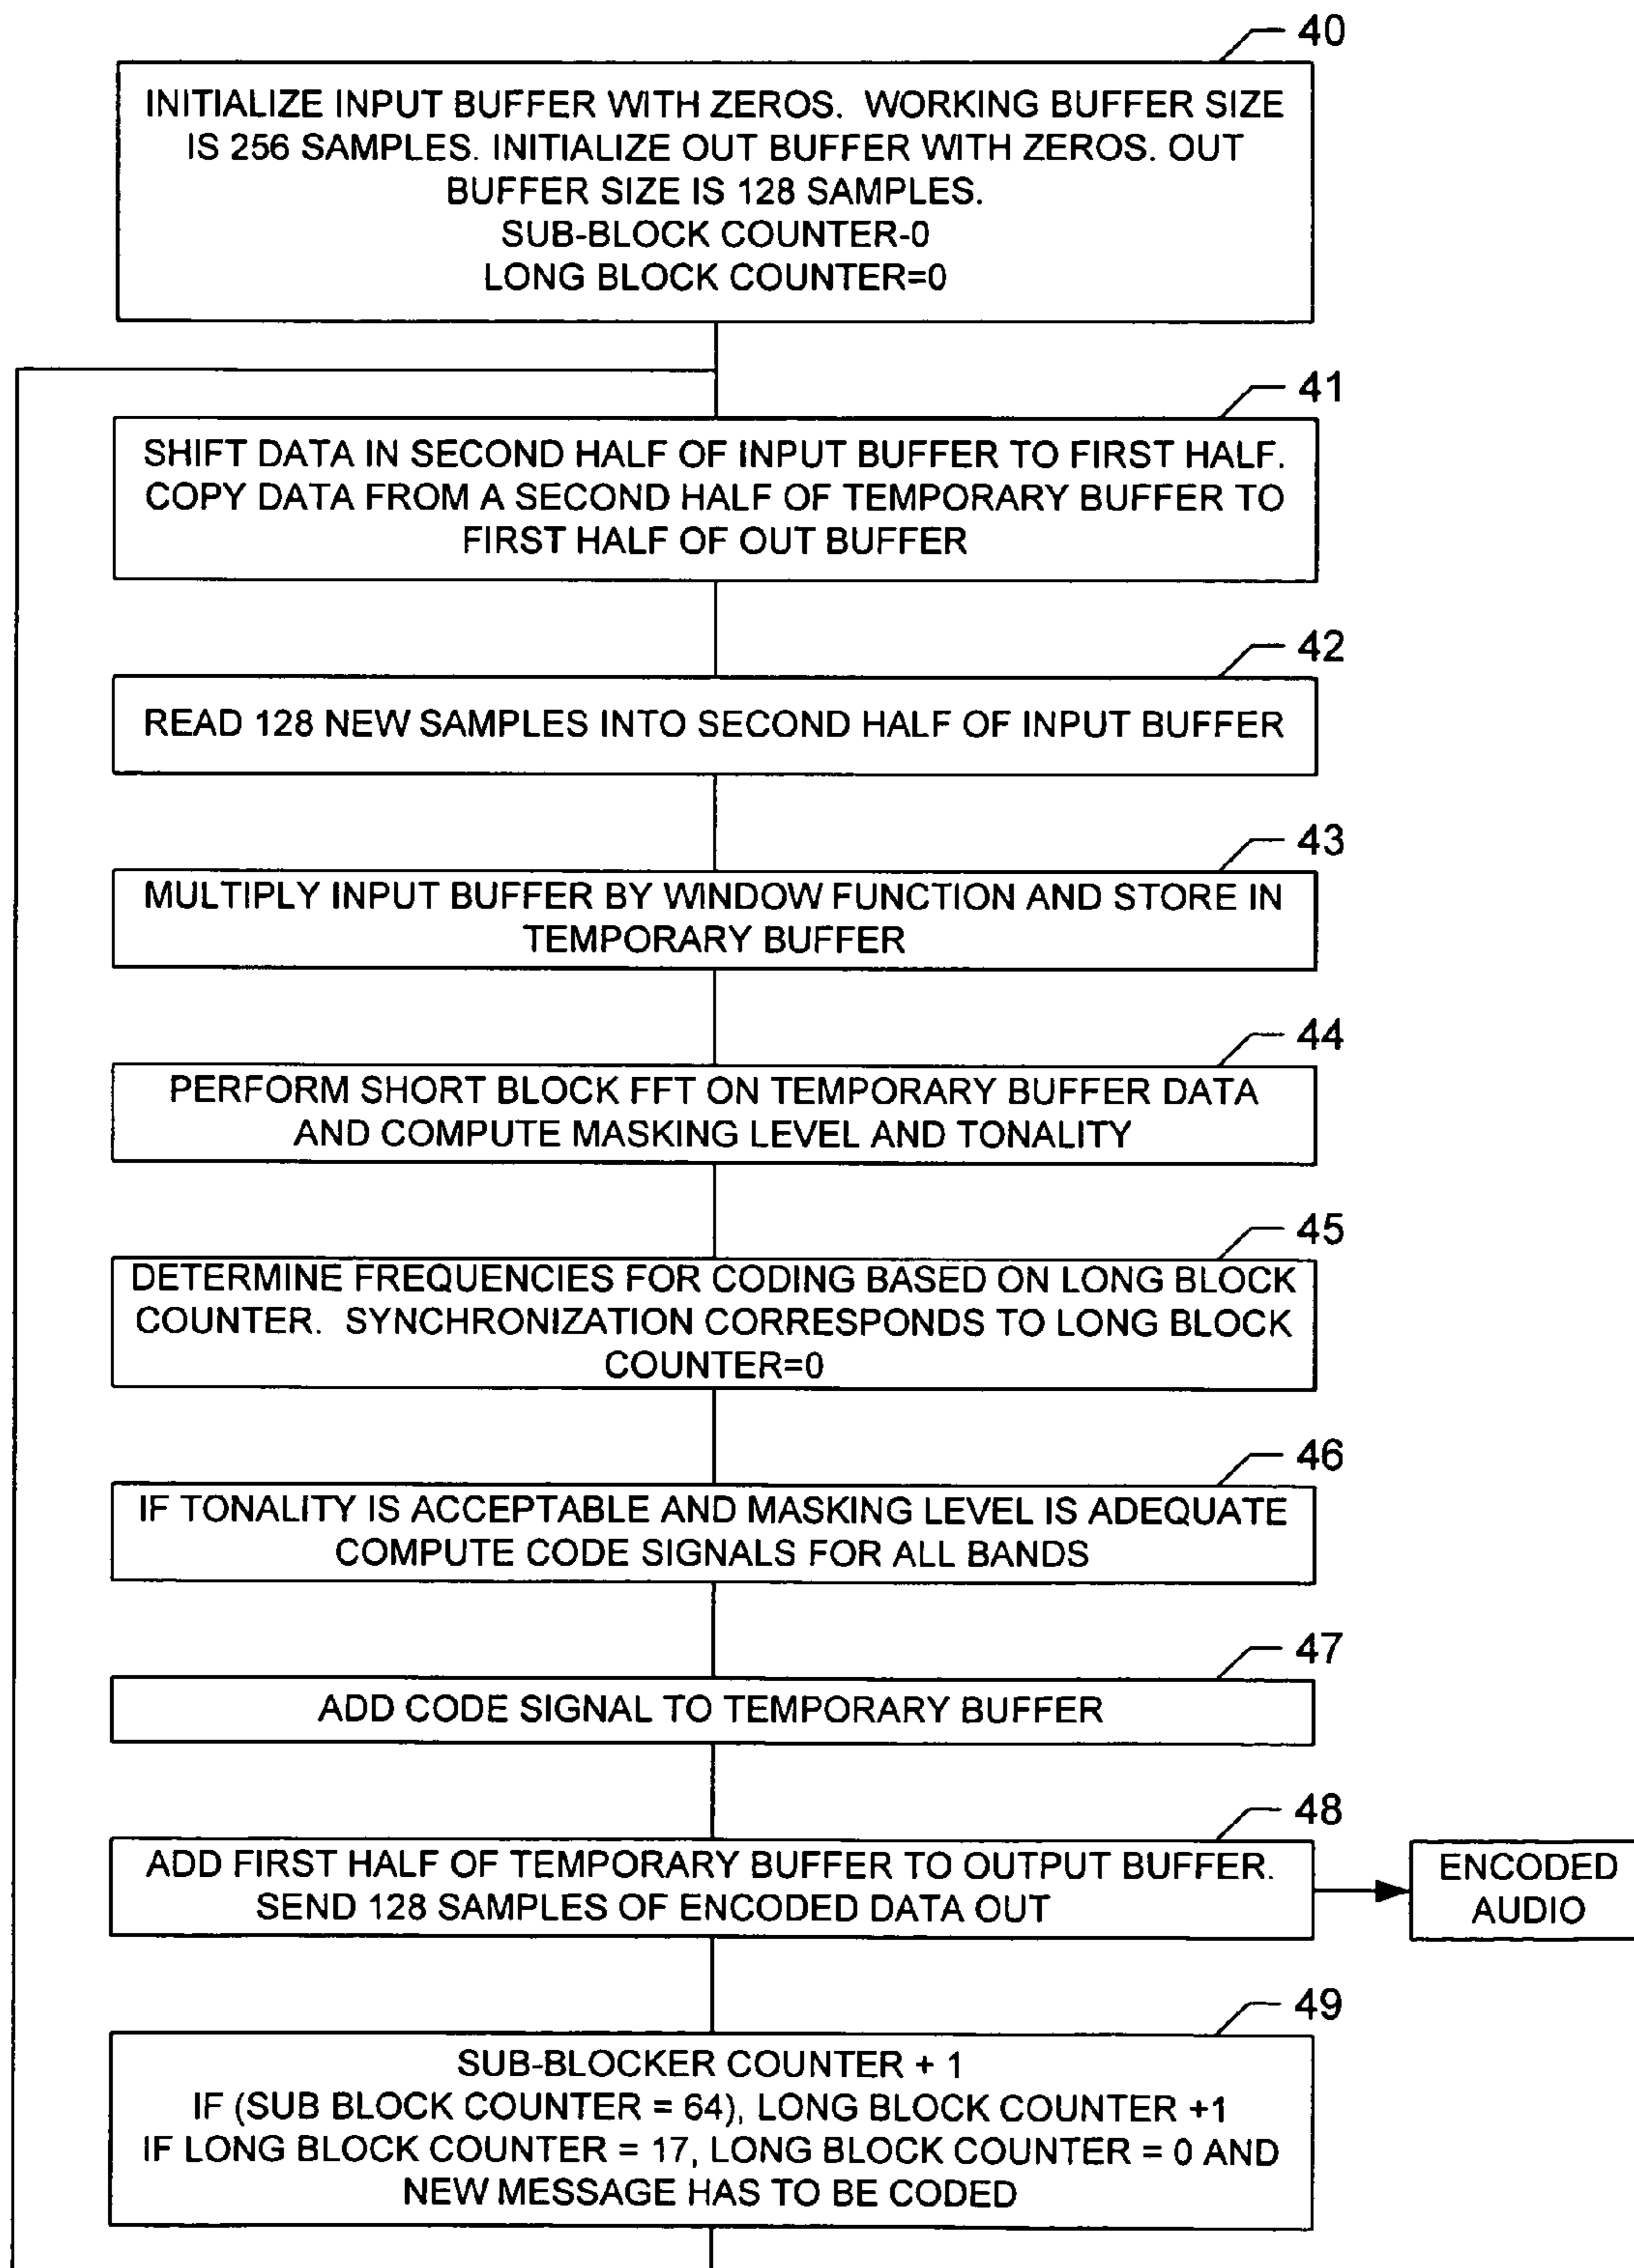 40
INITIALIZE INPUT BUFFER WITH ZEROS. WORKING BUFFER SIZE
IS 256 SAMPLES. INITIALIZE OUT BUFFER WITH ZEROS. OUT
BUFFER SIZE IS 128 SAMPLES.
SUB-BLOCK COUNTER-0
LONG BLOCK COUNTER=0
41
SHIFT DATA IN SECOND HALF OF INPUT BUFFER TO FIRST HALF.
COPY DATA FROM A SECOND HALF OF TEMPORARY BUFFER TO
FIRST HALF OF OUT BUFFER
42
READ 128 NEW SAMPLES INTO SECOND HALF OF INPUT BUFFER
43
MULTIPLY INPUT BUFFER BY WINDOW FUNCTION AND STORE IN
TEMPORARY BUFFER
44
PERFORM SHORT BLOCK FFT ON TEMPORARY BUFFER DATA
AND COMPUTE MASKING LEVEL AND TONALITY
45
DETERMINE FREQUENCIES FOR CODING BASED ON LONG BLOCK
COUNTER. SYNCHRONIZATION CORRESPONDS TO LONG BLOCK
COUNTER=0
46
IF TONALITY IS ACCEPTABLE AND MASKING LEVEL IS ADEQUATE
COMPUTE CODE SIGNALS FOR ALL BANDS
47
ADD CODE SIGNAL TO TEMPORARY BUFFER
48
ADD FIRST HALF OF TEMPORARY BUFFER TO OUTPUT BUFFER.
SEND 128 SAMPLES OF ENCODED DATA OUT
ENCODED
AUDIO
49
SUB-BLOCKER COUNTER + 1
IF (SUB BLOCK COUNTER = 64), LONG BLOCK COUNTER +1
IF LONG BLOCK COUNTER = 17, LONG BLOCK COUNTER = 0 AND
NEW MESSAGE HAS TO BE CODED